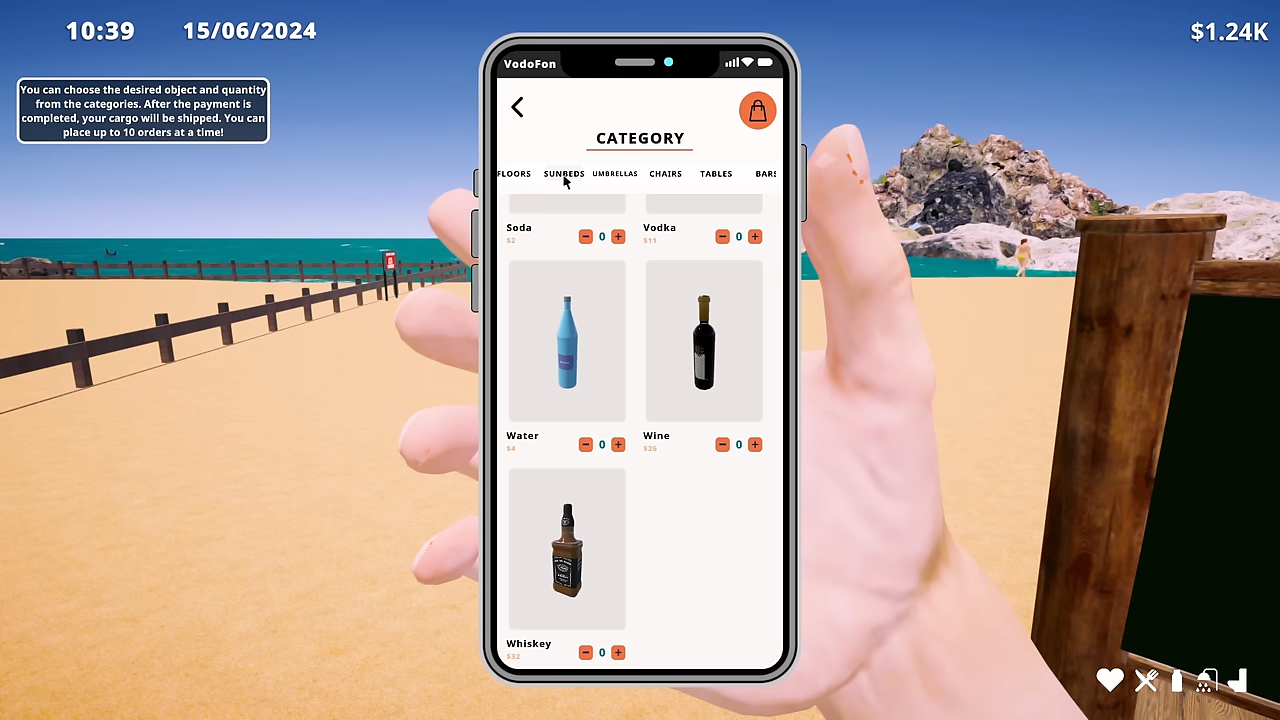 10:39 15/06/2024
$1.24K
You can choose the desired object and quantity
from the categories. After the payment is
completed, your cargo will be shipped. You can
place up to 10 orders at a time!
VodoFon
CATEGORY
FLOORS SUNBEDS UMBRELLAS CHAIRS TABLES BARS
Soda
$2
0
Vodka
$11
0
Water
$4
0
Wine
$26
0
Whiskey
$32
0